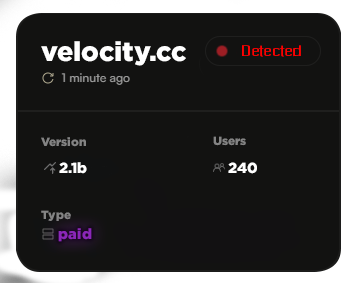 velocity.cc
Detected
1 minute ago
Version
Users
2.1b
240
Type
paid